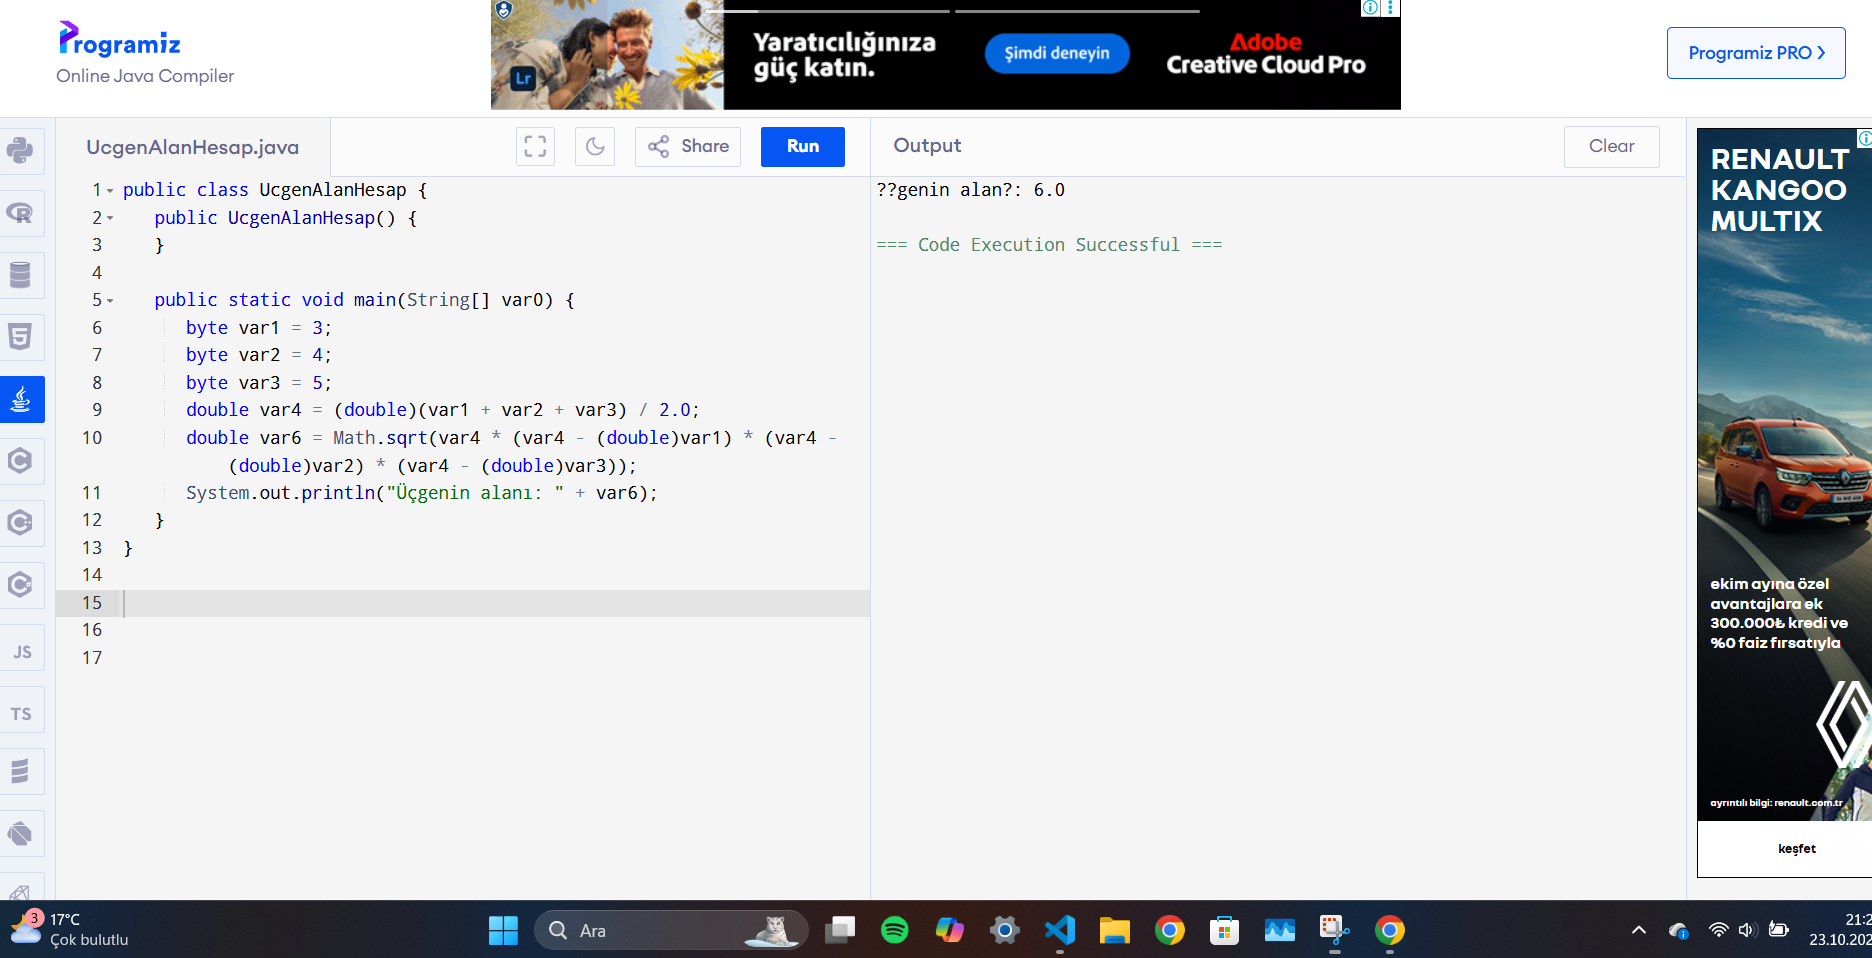 Programiz
Online Java Compiler
Lr
Yaratıcılığınıza
güç katın.
Şimdi deneyin
Adobe
Creative Cloud Pro
Programiz PRO
UcgenAlanHesap.java
Share
Run
Output
Clear
1 public class UcgenAlanHesap {
2 public UcgenAlanHesap() {
3 }
4
5 public static void main(String[] var0) {
6 byte var1 = 3;
7 byte var2 = 4;
8 byte var3 = 5;
9 double var4 = (double)(var1 + var2 + var3) / 2.0;
10 double var6 = Math.sqrt(var4 * (var4 - (double)var1) * (var4 -
(double)var2) * (var4 - (double)var3));
11 System.out.println("Üçgenin alanı: " + var6);
12 }
13 }
14
15
16
17
??genin alan?: 6.0
=== Code Execution Successful ===
R
5
C
C
C
JS
TS
RENAULT
KANGOO
MULTIX
ekim ayına özel
avantajlara ek
300.000₺ kredi ve
%0 faiz fırsatıyla
ayrıntılı bilgi: renault.com.tr
keşfet
3
17°C
Çok bulutlu
Ara
21:2
23.10.202